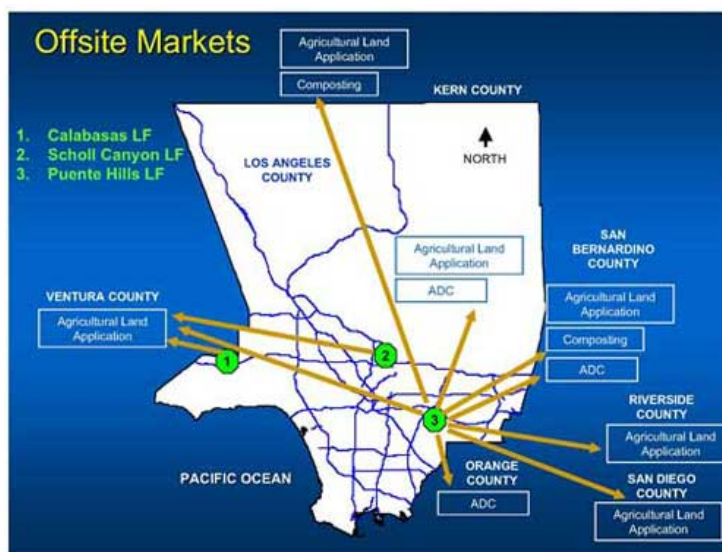 Offsite Markets
Agricultural Land
Application
Composting
KERN COUNTY
1. Calabasas LF
2. Scholl Canyon LF
3. Puente Hills LF
NORTH
LOS ANGELES
COUNTY
SAN
BERNARDINO
COUNTY
Agricultural Land
Application
ADC
VENTURA COUNTY
Agricultural Land
Application
Agricultural Land
Application
Composting
ADC
1
2
3
RIVERSIDE
COUNTY
Agricultural Land
Application
PACIFIC OCEAN
ORANGE
COUNTY
ADC
SAN DIEGO
COUNTY
Agricultural Land
Application